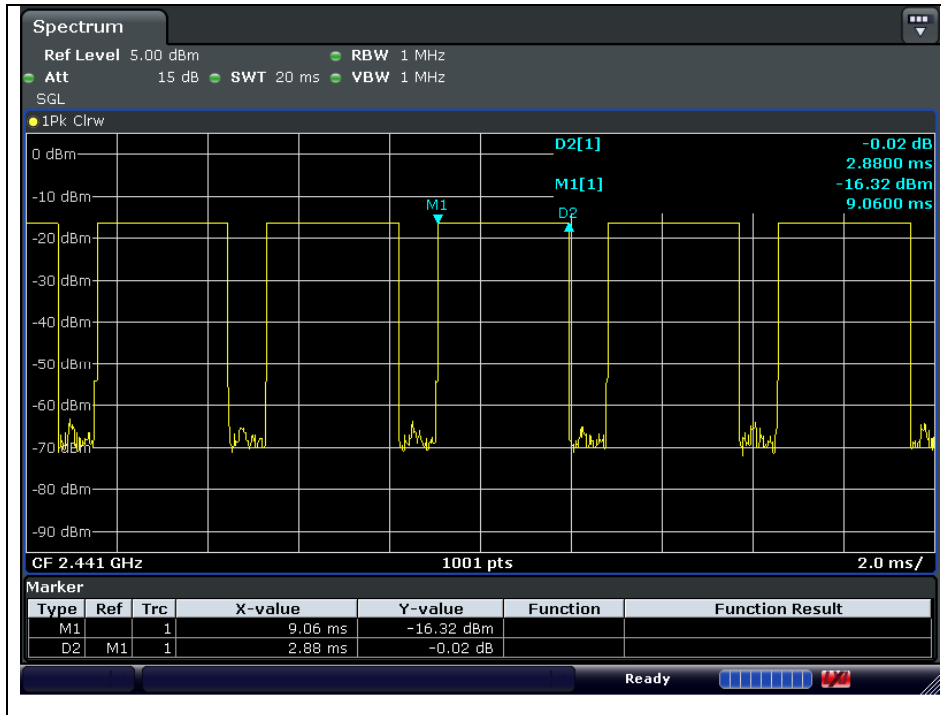 Spectrum
Ref Level 5.00 dBm RBW 1 MHz
Att 15 dB SWT 20 ms VBW 1 MHz
SGL
1Pk Clrw
D2[1] -0.02 dB
2.8800 ms
M1[1] -16.32 dBm
9.0600 ms
0 dBm
-10 dBm
M1
D2
-20 dBm
-30 dBm
-40 dBm
-50 dBm
-60 dBm
-70 dBm
-80 dBm
-90 dBm
CF 2.441 GHz 1001 pts 2.0 ms/
Marker
Type Ref Trc X-value Y-value Function Function Result
M1 1 9.06 ms -16.32 dBm
D2 M1 1 2.88 ms -0.02 dB
Ready